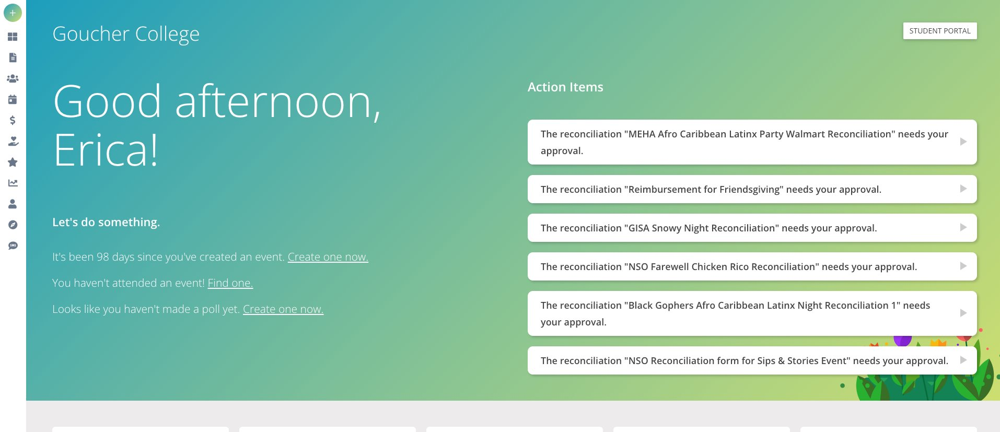 Goucher College
STUDENT PORTAL
Good afternoon,
Erica!
Let's do something.
It's been 98 days since you've created an event. Create one now.
You haven't attended an event! Find one.
Looks like you haven't made a poll yet. Create one now.
Action Items
The reconciliation "MEHA Afro Caribbean Latinx Party Walmart Reconciliation" needs your
approval.
The reconciliation "Reimbursement for Friendsgiving" needs your approval.
The reconciliation "GISA Snowy Night Reconciliation" needs your approval.
The reconciliation "NSO Farewell Chicken Rico Reconciliation" needs your approval.
The reconciliation "Black Gophers Afro Caribbean Latinx Night Reconciliation 1" needs
your approval.
The reconciliation "NSO Reconciliation form for Sips & Stories Event" needs your approval.
SMS